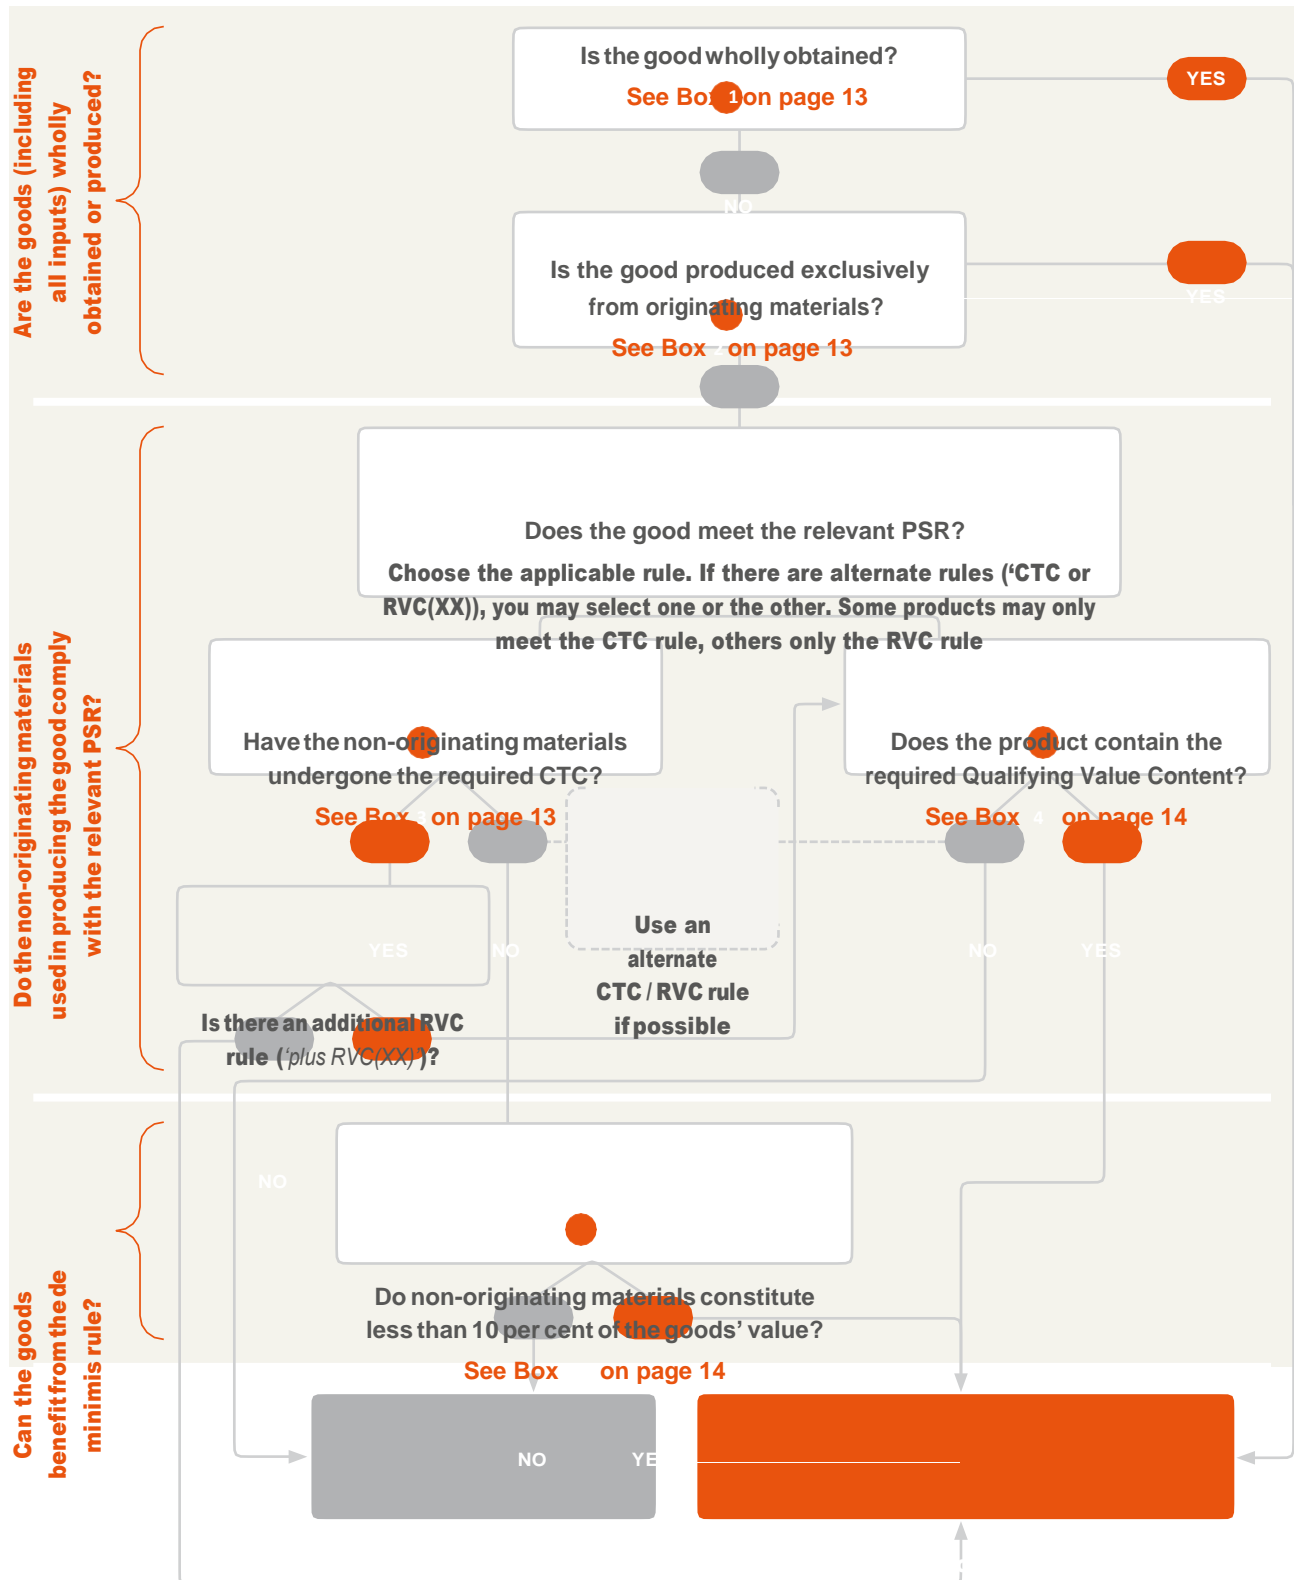 Are the goods (including
all inputs) wholly
obtained or produced?
Is the good wholly obtained?
See Box 1 on page 13
YES
NO
Is the good produced exclusively
from originating materials?
See Box 2 on page 13
YES
Do the non-originating materials
used in producing the good comply
with the relevant PSR?
Does the good meet the relevant PSR?
Choose the applicable rule. If there are alternate rules (‘CTC or
RVC(XX)), you may select one or the other. Some products may only
meet the CTC rule, others only the RVC rule
Have the non-originating materials
undergone the required CTC?
See Box 3 on page 13
Does the product contain the
required Qualifying Value Content?
See Box 4 on page 14
YES
NO
Use an
alternate
CTC / RVC rule
if possible
NO
YES
Is there an additional RVC
rule (‘plus RVC(XX)’)?
NO
Can the goods
benefit from the de
minimis rule?
Do non-originating materials constitute
less than 10 per cent of the goods’ value?
See Box on page 14
NO
YE